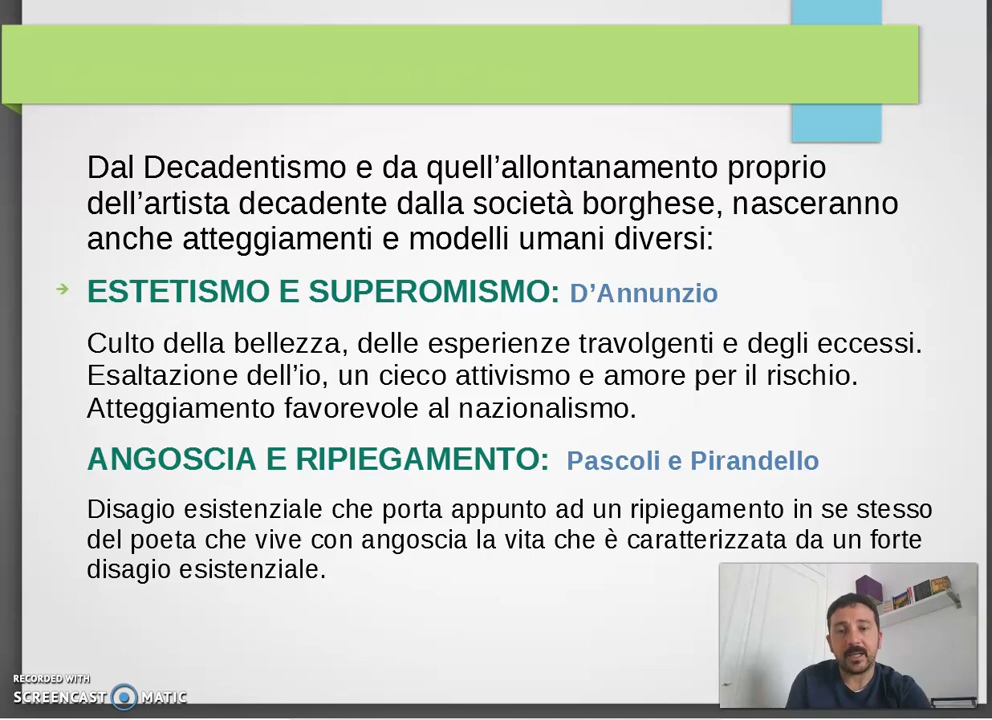 Dal Decadentismo e da quell’allontanamento proprio
dell’artista decadente dalla società borghese, nasceranno
anche atteggiamenti e modelli umani diversi:
ESTETISMO E SUPEROMISMO: D’Annunzio
Culto della bellezza, delle esperienze travolgenti e degli eccessi.
Esaltazione dell’io, un cieco attivismo e amore per il rischio.
Atteggiamento favorevole al nazionalismo.
ANGOSCIA E RIPIEGAMENTO: Pascoli e Pirandello
Disagio esistenziale che porta appunto ad un ripiegamento in se stesso
del poeta che vive con angoscia la vita che è caratterizzata da un forte
disagio esistenziale.
RECORDED WITH
SCREENCAST MATIC